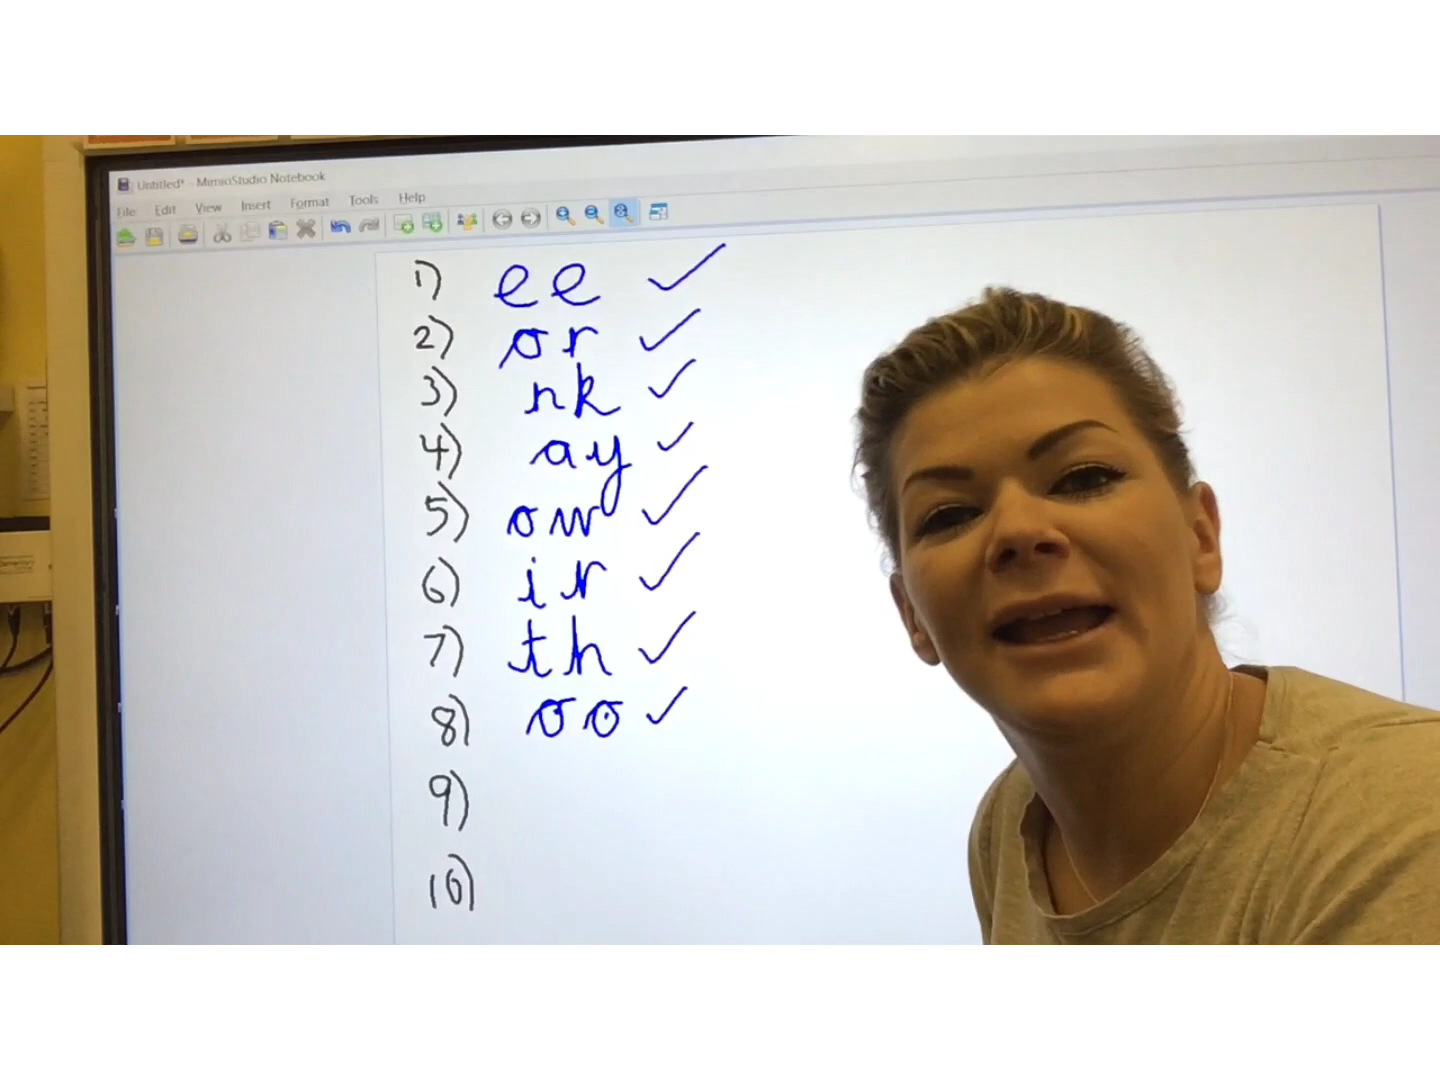 Untitled* - MimioStudio Notebook
File Edit View Insert Format Tools Help
1) ee ✓
2) or ✓
3) nk ✓
4) ay ✓
5) ow ✓
6) ir ✓
7) th ✓
8) oo ✓
9)
10)